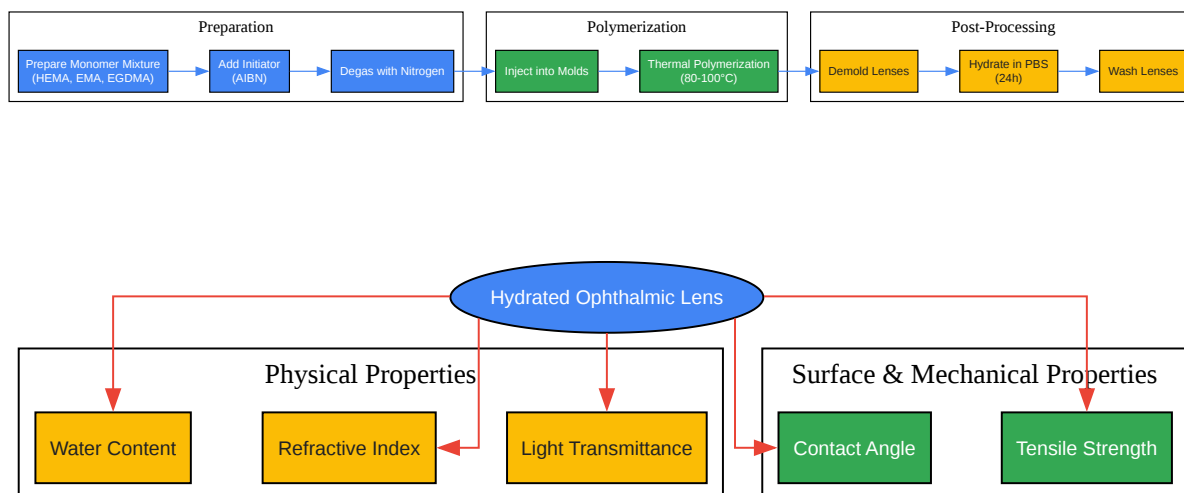 Preparation
Prepare Monomer Mixture
(HEMA, EMA, EGDMA)
Add Initiator
(AIBN)
Degas with Nitrogen
Polymerization
Inject into Molds
Thermal Polymerization
(80-100°C)
Post-Processing
Demold Lenses
Hydrate in PBS
(24h)
Wash Lenses
Hydrated Ophthalmic Lens
Physical Properties
Water Content
Refractive Index
Light Transmittance
Surface & Mechanical Properties
Contact Angle
Tensile Strength